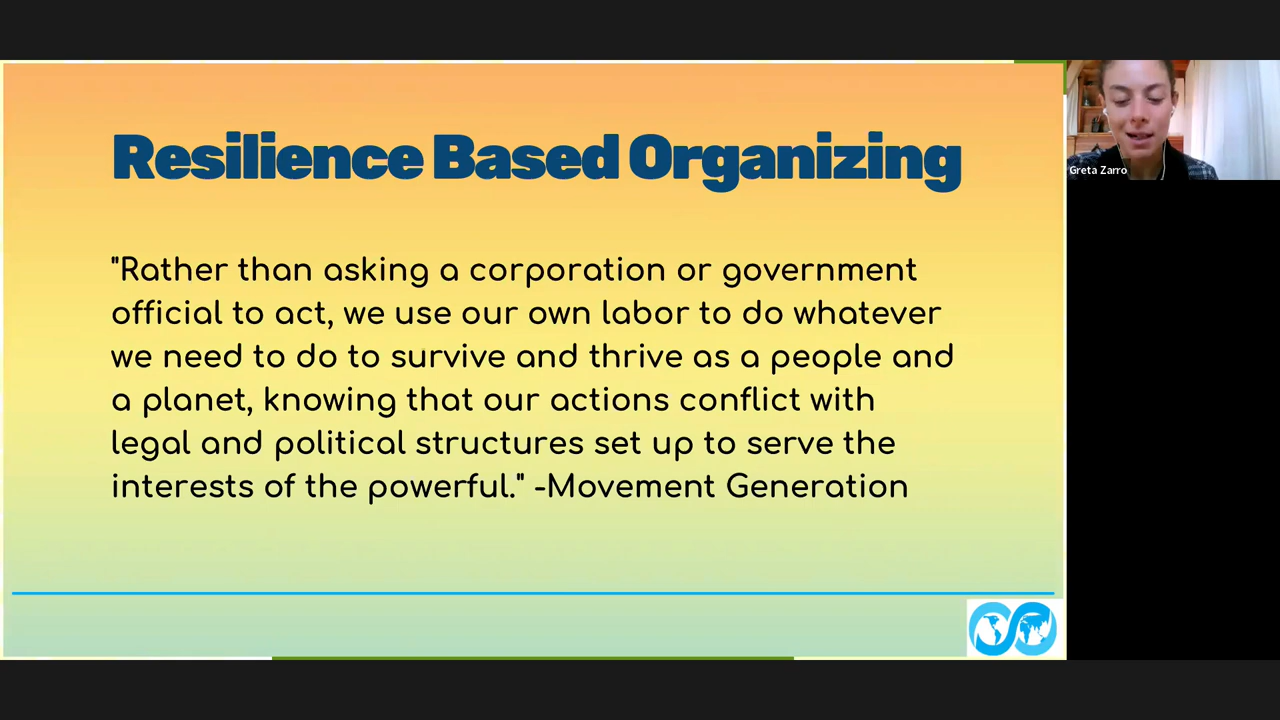 Resilience Based Organizing
"Rather than asking a corporation or government
official to act, we use our own labor to do whatever
we need to do to survive and thrive as a people and
a planet, knowing that our actions conflict with
legal and political structures set up to serve the
interests of the powerful." -Movement Generation
Greta Zarro